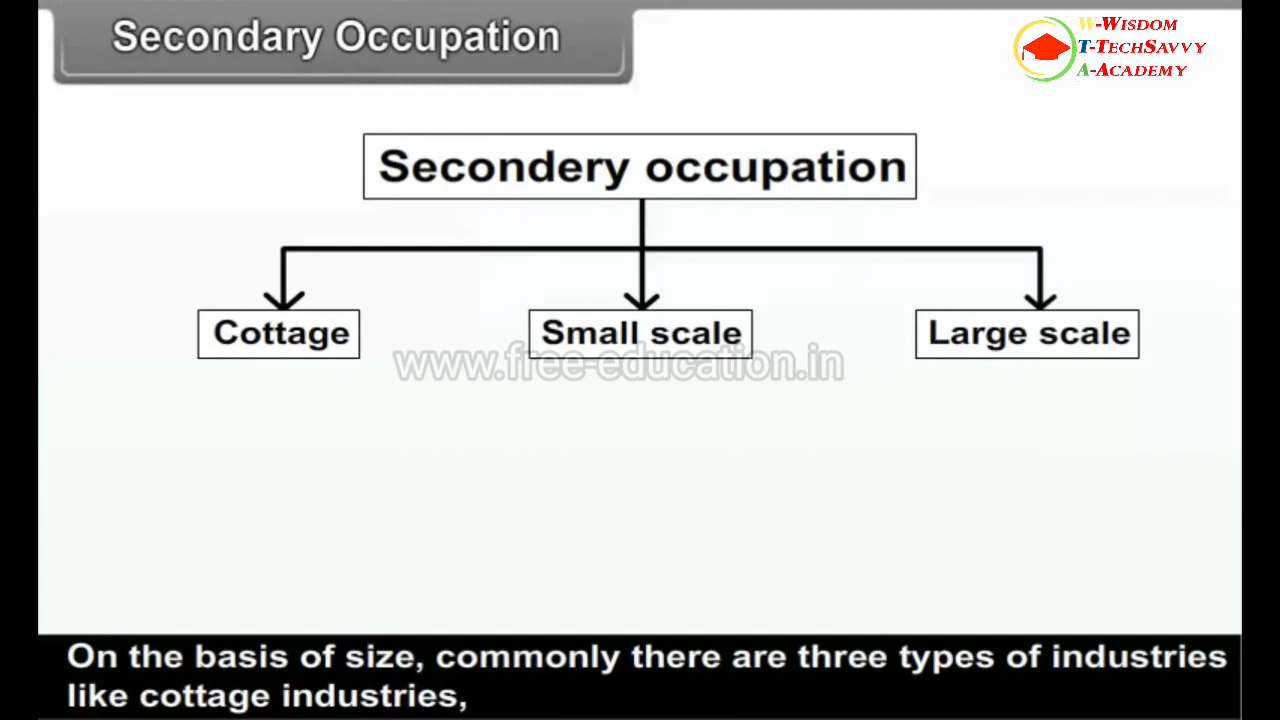 Secondary Occupation
W-Wisdom
T-TechSavvy
A-Academy
Secondery occupation
Cottage
Small scale
Large scale
www.free-education.in
On the basis of size, commonly there are three types of industries
like cottage industries,